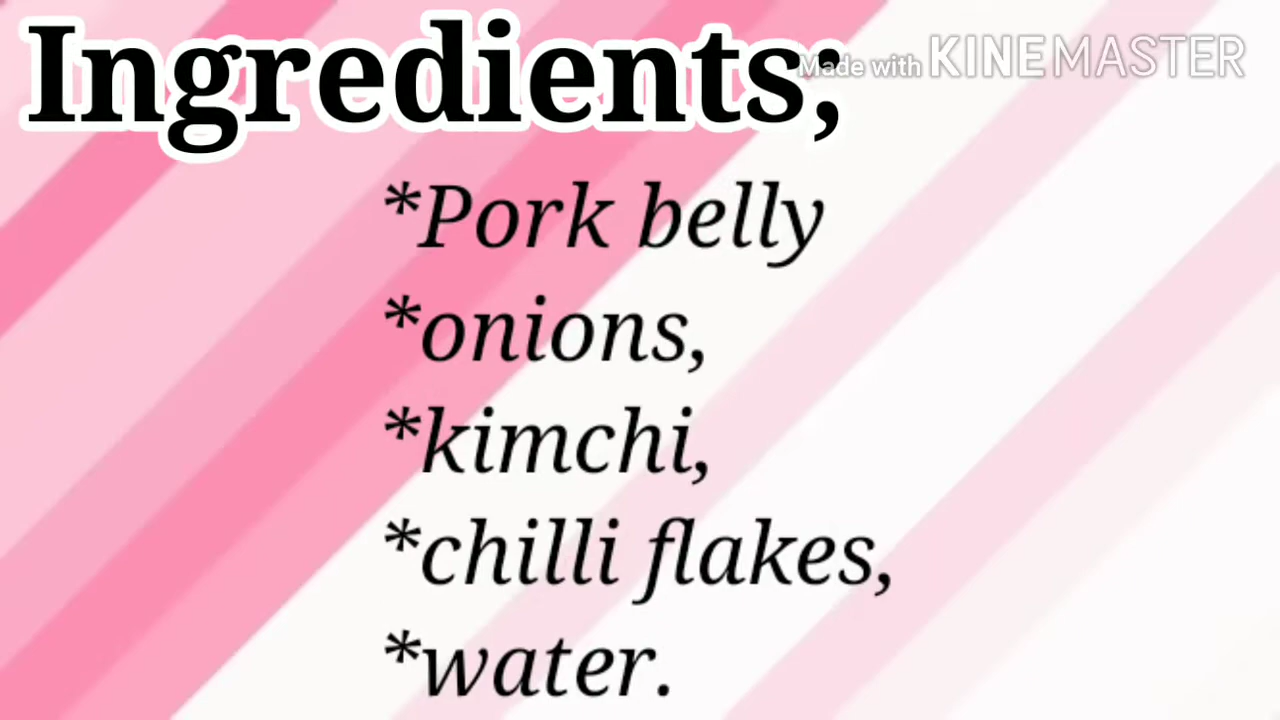 Ingredients;
Made with KINEMASTER
*Pork belly
*onions,
*kimchi,
*chilli flakes,
*water.